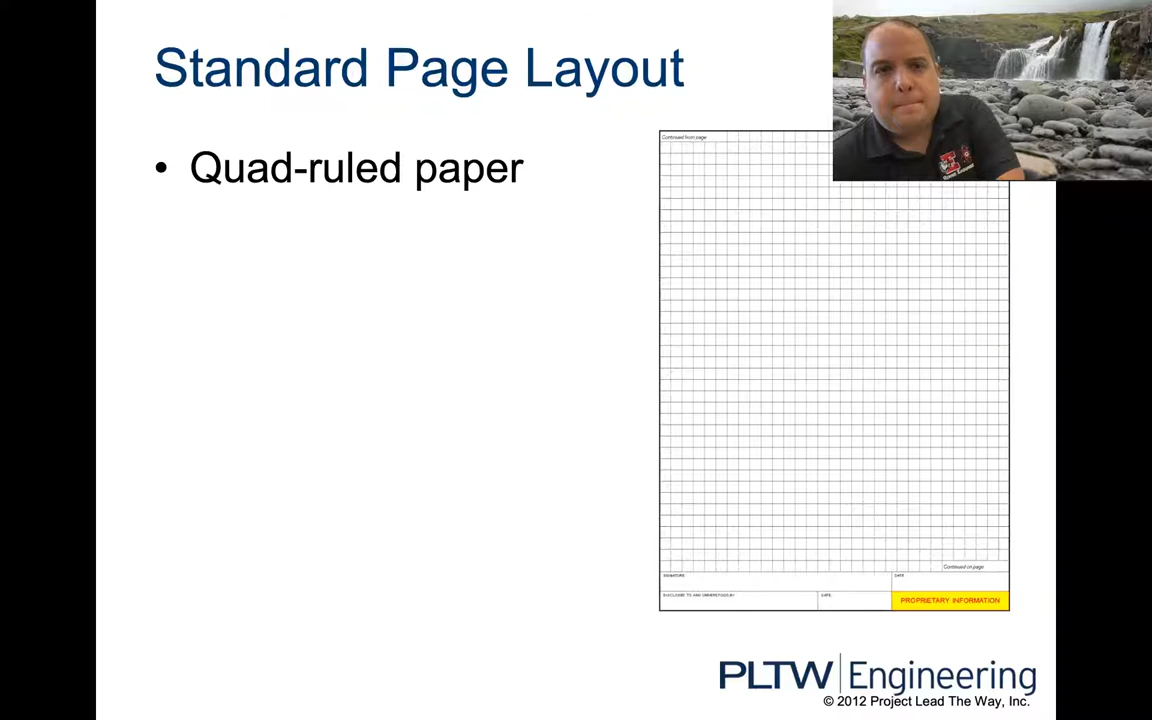 Standard Page Layout
• Quad-ruled paper
Continued from page
Continued on page
SIGNATURE
DATE
DISCLOSED TO AND UNDERSTOOD BY
DATE
PROPRIETARY INFORMATION
PLTW Engineering
© 2012 Project Lead The Way, Inc.